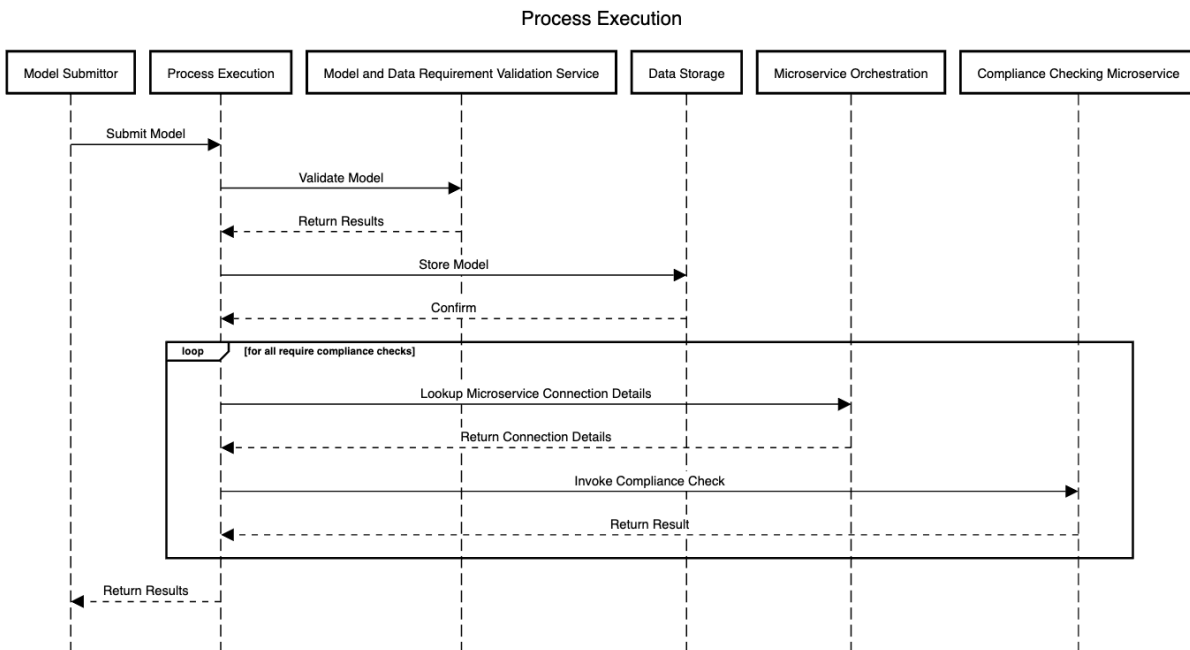 Process Execution
Model Submittor
Process Execution
Model and Data Requirement Validation Service
Data Storage
Microservice Orchestration
Compliance Checking Microservice
Submit Model
Validate Model
Return Results
Store Model
Confirm
loop
[for all require compliance checks]
Lookup Microservice Connection Details
Return Connection Details
Invoke Compliance Check
Return Result
Return Results